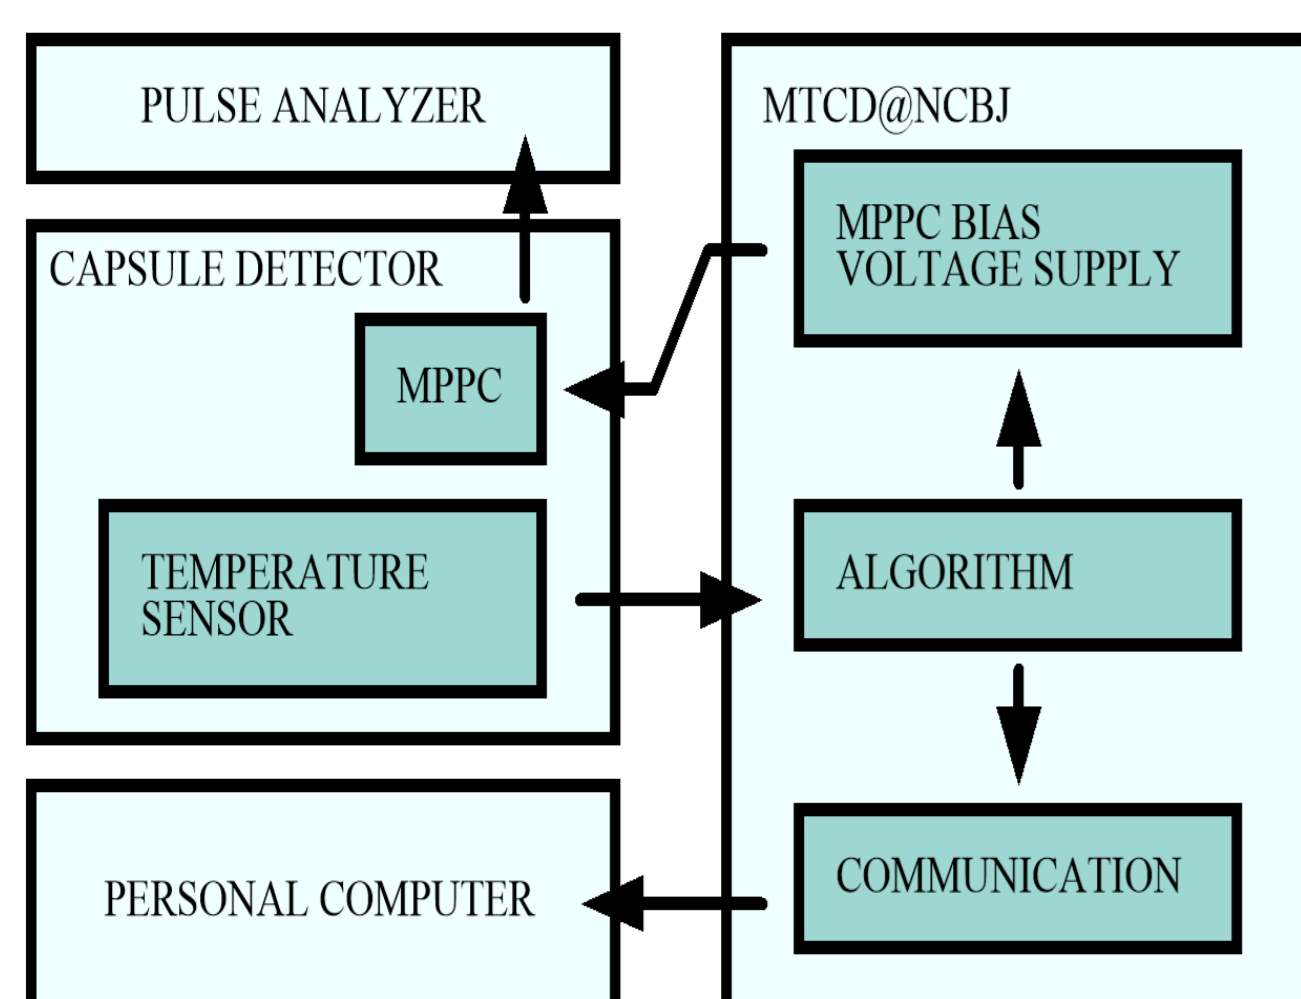 PULSE ANALYZER
CAPSULE DETECTOR
MPPC
TEMPERATURE
SENSOR
PERSONAL COMPUTER
MTCD@NCBJ
MPPC BIAS
VOLTAGE SUPPLY
ALGORITHM
COMMUNICATION